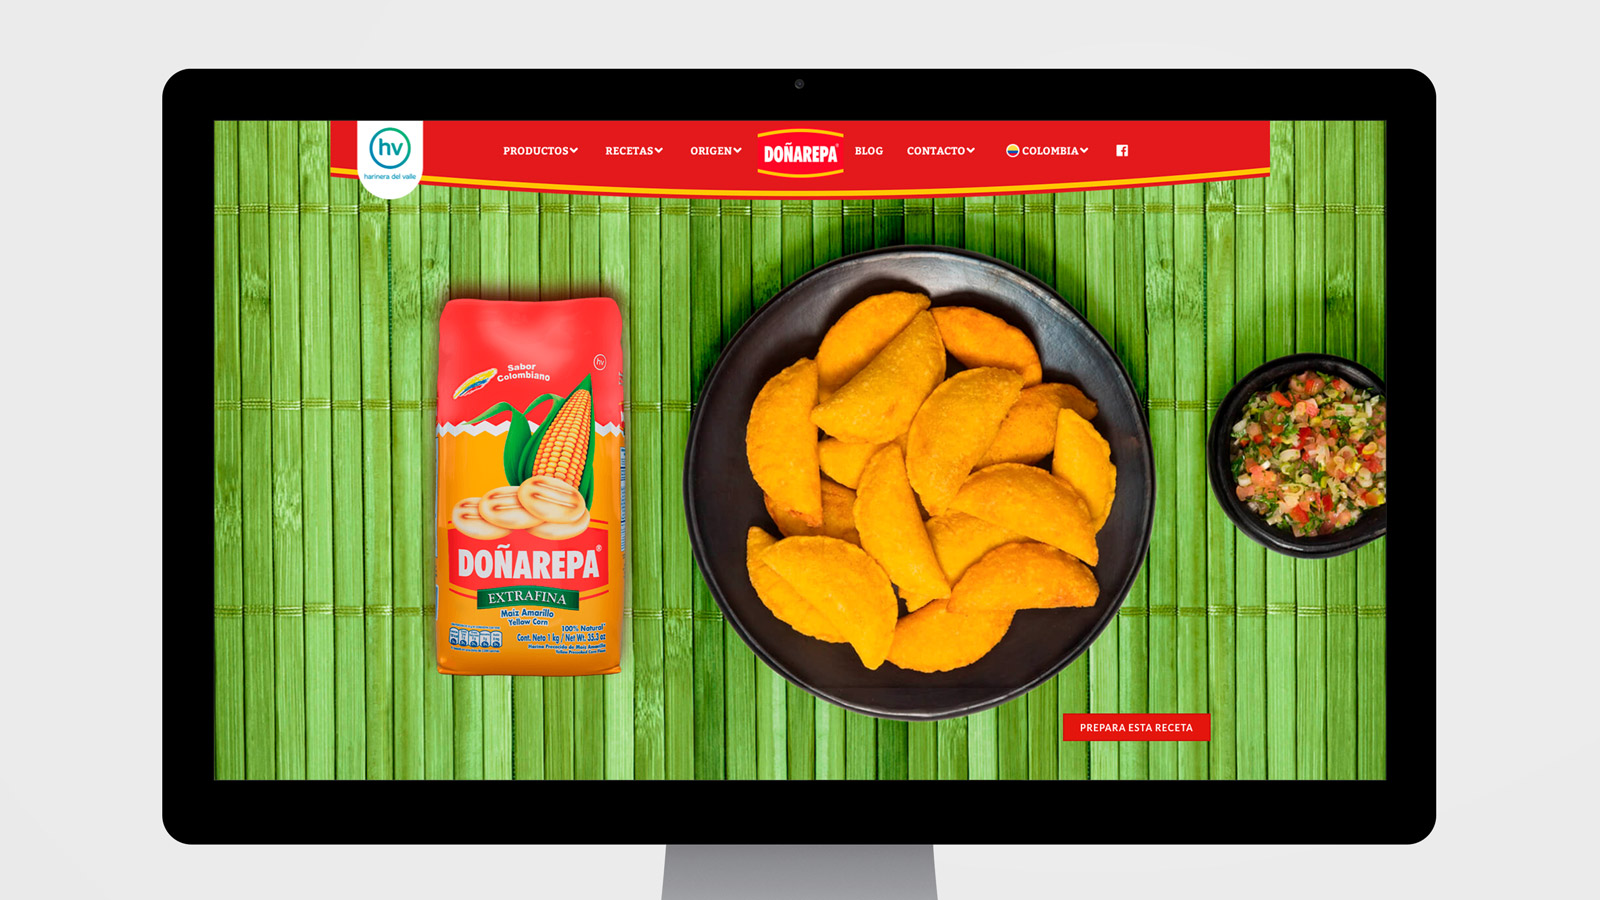 hv
harinera del valle
PRODUCTOS
RECETAS
ORIGEN
DOÑAREPA®
BLOG
CONTACTO
COLOMBIA
Sabor
Colombiano
hv
DOÑAREPA®
EXTRAFINA
Maíz Amarillo
Yellow Corn
100% Natural
Cont. Neto 1 kg / Net Wt. 35.3 oz
Harina Precocida de Maíz Amarillo
Yellow Precooked Corn Flour
PREPARA ESTA RECETA